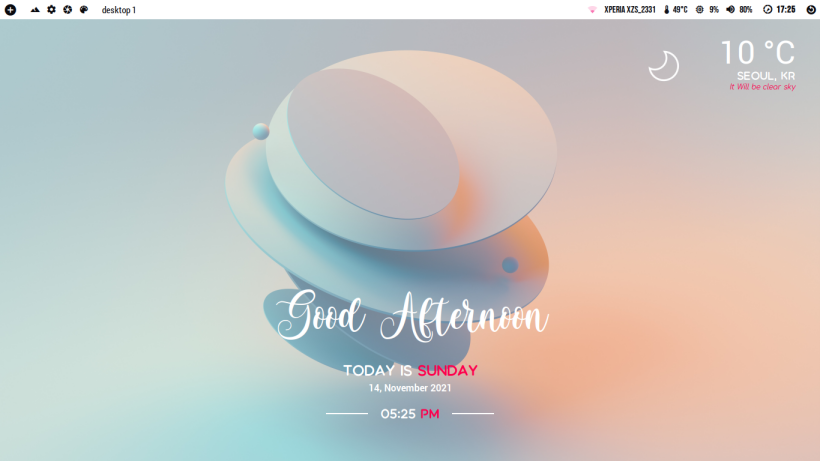 desktop 1
XPERIA XZS_2331 49°C 9% 80% 17:25
10 °C
SEOUL, KR
It Will be clear sky
Good Afternoon
TODAY IS SUNDAY
14, November 2021
05:25 PM